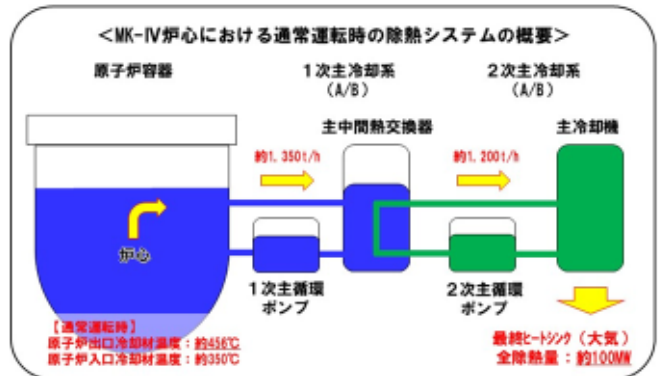 ＜MK-Ⅳ炉心における通常運転時の除熱システムの概要＞
原子炉容器
１次主冷却系
（A/B）
２次主冷却系
（A/B）
主中間熱交換器
主冷却機
約1,350t/h
約1,200t/h
炉心
１次主循環
ポンプ
２次主循環
ポンプ
【通常運転時】
原子炉出口冷却材温度：約456℃
原子炉入口冷却材温度：約350℃
最終ヒートシンク（大気）
全除熱量：約100MW